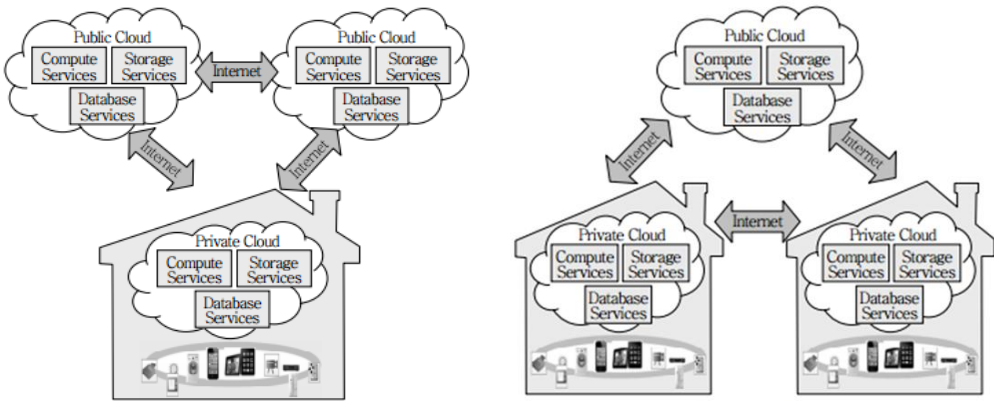 Public Cloud
Compute
Services
Storage
Services
Database
Services
Internet
Public Cloud
Compute
Services
Storage
Services
Database
Services
Internet
Internet
Private Cloud
Compute
Services
Storage
Services
Database
Services
Public Cloud
Compute
Services
Storage
Services
Database
Services
Internet
Internet
Internet
Private Cloud
Compute
Services
Storage
Services
Database
Services
Private Cloud
Compute
Services
Storage
Services
Database
Services